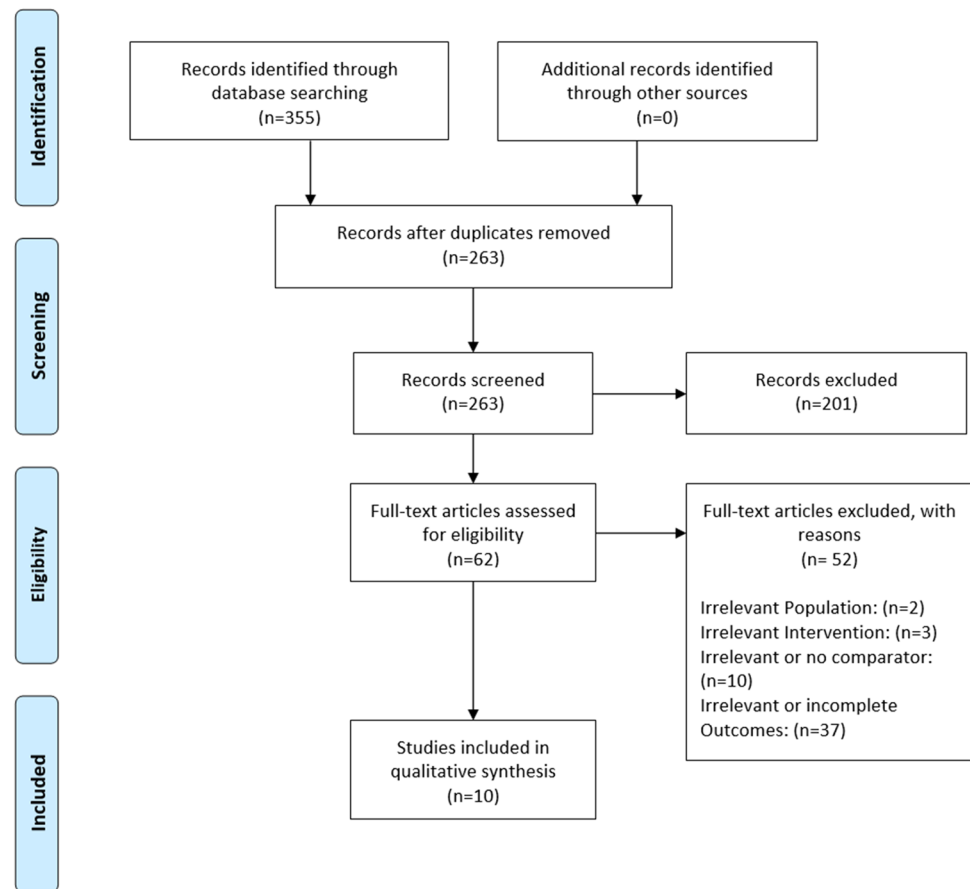 Identification
Records identified through
database searching
(n=355)
Additional records identified
through other sources
(n=0)
Records after duplicates removed
(n=263)
Screening
Records screened
(n=263)
Records excluded
(n=201)
Eligibility
Full-text articles assessed
for eligibility
(n=62)
Full-text articles excluded, with
reasons
(n= 52)
Irrelevant Population: (n=2)
Irrelevant Intervention: (n=3)
Irrelevant or no comparator:
(n=10)
Irrelevant or incomplete
Outcomes: (n=37)
Included
Studies included in
qualitative synthesis
(n=10)